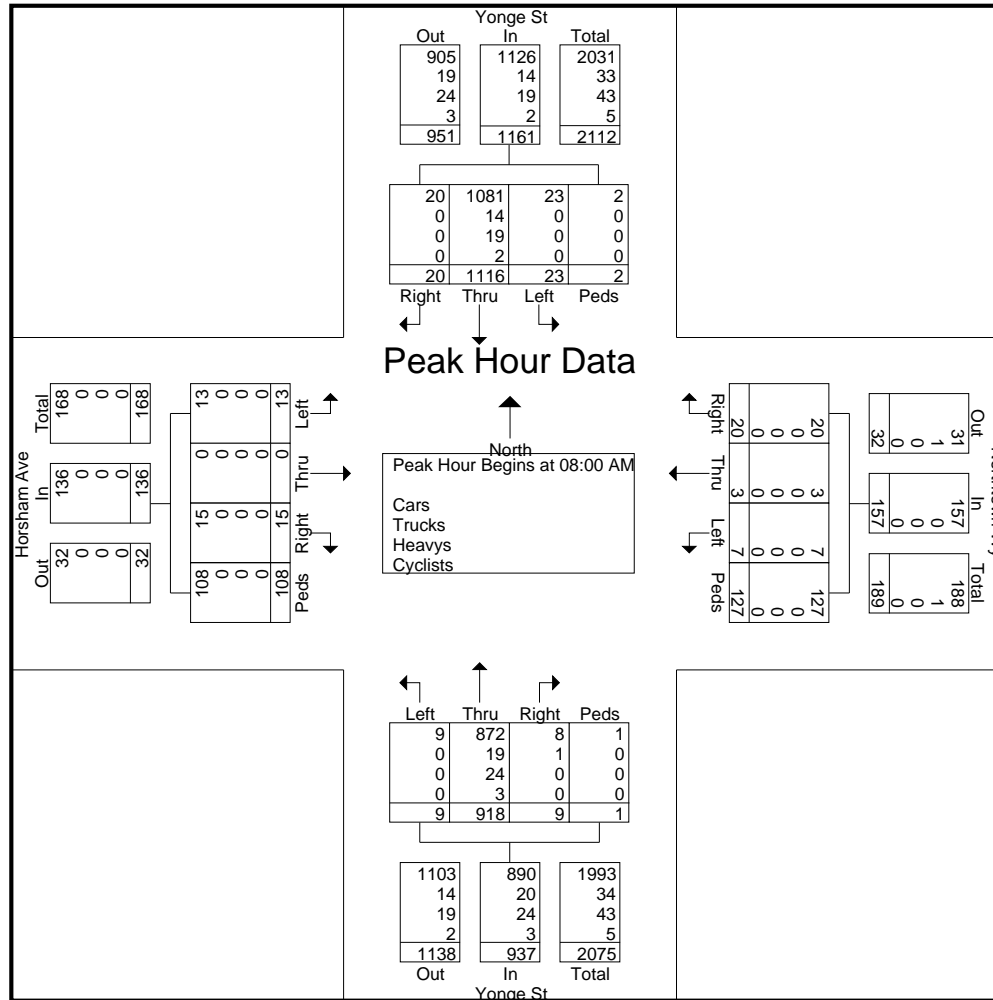 Yonge St
Out In Total
905 1126 2031
19 14 33
24 19 43
3 2 5
951 1161 2112
20 1081 23 2
0 14 0 0
0 19 0 0
0 2 0 0
20 1116 23 2
Right Thru Left Peds
Peak Hour Data
North
Peak Hour Begins at 08:00 AM
Cars
Trucks
Heavys
Cyclists
Horsham Ave
Out In Total
32 136 168
0 0 0
0 0 0
0 0 0
32 136 168
108 15 0 13
0 0 0 0
0 0 0 0
0 0 0 0
108 15 0 13
Peds Right Thru Left
Out In Total
31 157 188
1 0 1
0 0 0
0 0 0
32 157 189
20 3 7 127
0 0 0 0
0 0 0 0
0 0 0 0
20 3 7 127
Right Thru Left Peds
Left Thru Right Peds
9 872 8 1
0 19 1 0
0 24 0 0
0 3 0 0
9 918 9 1
1103 890 1993
14 20 34
19 24 43
2 3 5
1138 937 2075
Out In Total
Yonge St